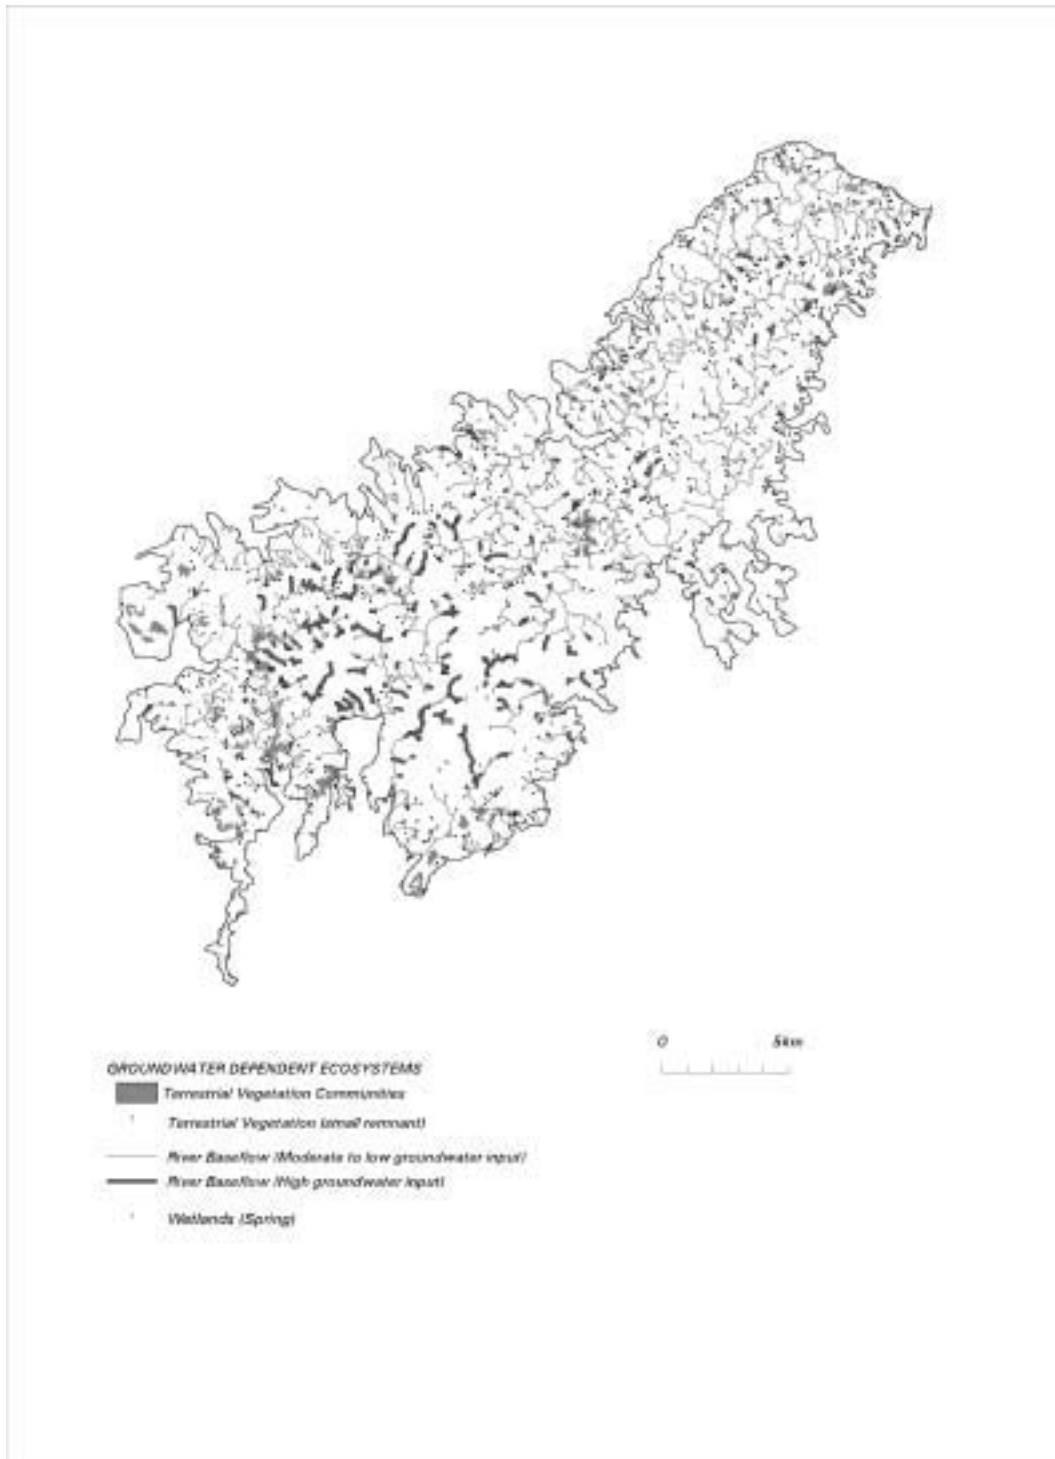 0 5km
GROUNDWATER DEPENDENT ECOSYSTEMS
Terrestrial Vegetation Communities
Terrestrial Vegetation (small remnant)
River Baseflow (Moderate to low groundwater input)
River Baseflow (High groundwater input)
Wetlands (Spring)